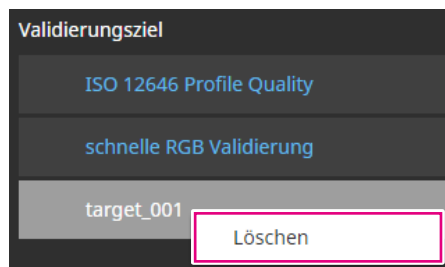 Validierungsziel
ISO 12646 Profile Quality
schnelle RGB Validierung
target_001
Löschen